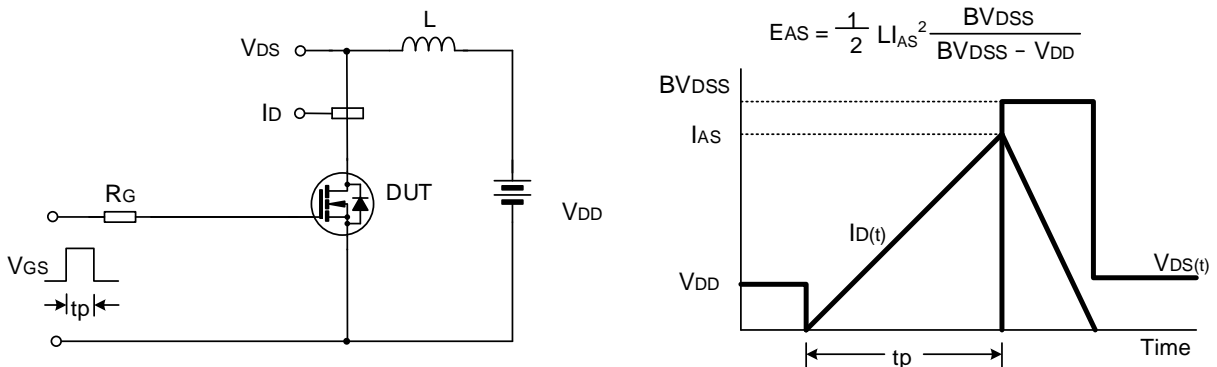 L
VDS
ID
RG
DUT
VDD
VGS
tp
EAS = 1/2 LIAS² BVDSS/(BVDSS − VDD)
BVDSS
IAS
ID(t)
VDD
VDS(t)
tp
Time